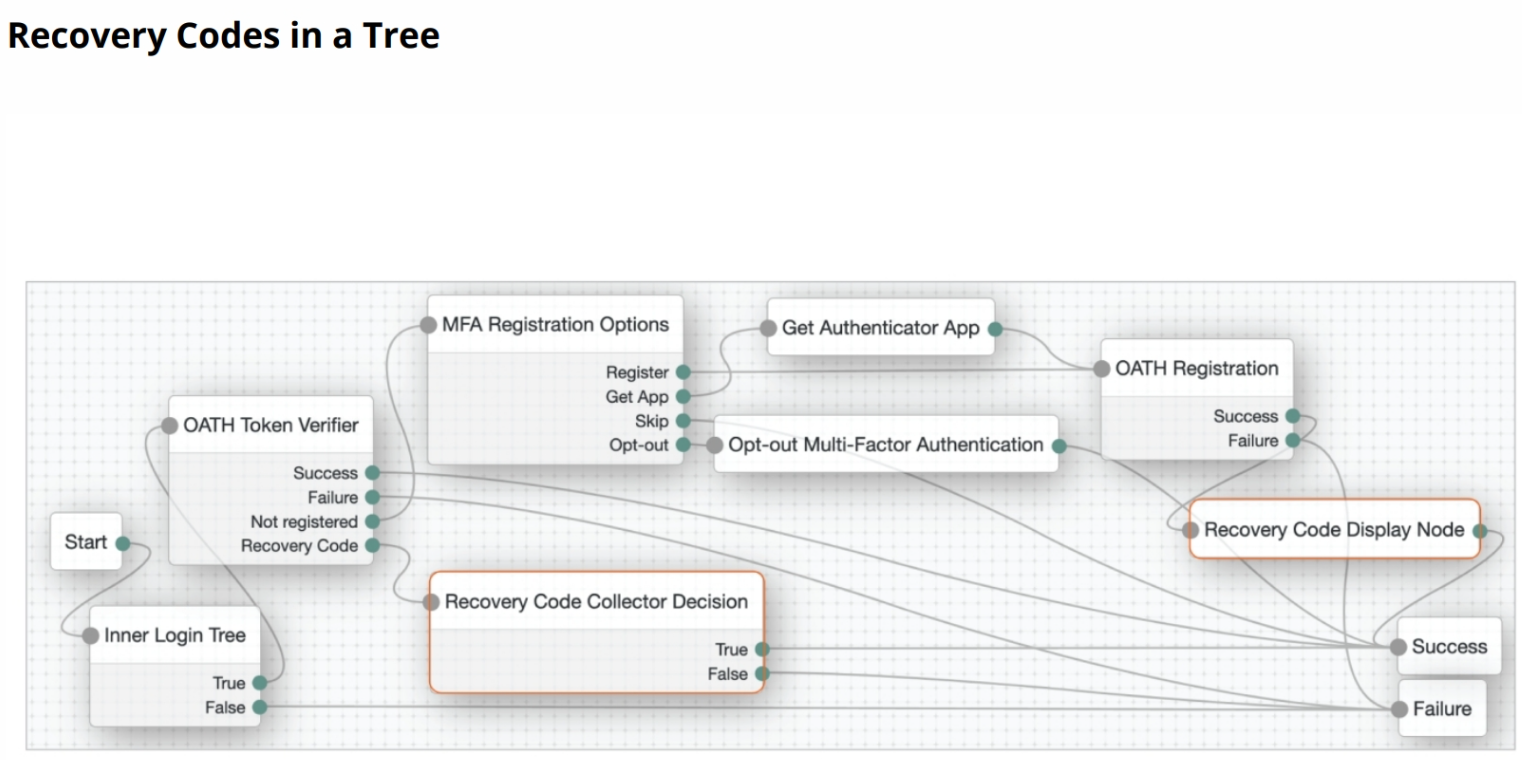 Recovery Codes in a Tree
MFA Registration Options
Register
Get App
Skip
Opt-out
Get Authenticator App
OATH Registration
Success
Failure
OATH Token Verifier
Success
Failure
Not registered
Recovery Code
Opt-out Multi-Factor Authentication
Recovery Code Display Node
Start
Inner Login Tree
True
False
Recovery Code Collector Decision
True
False
Success
Failure